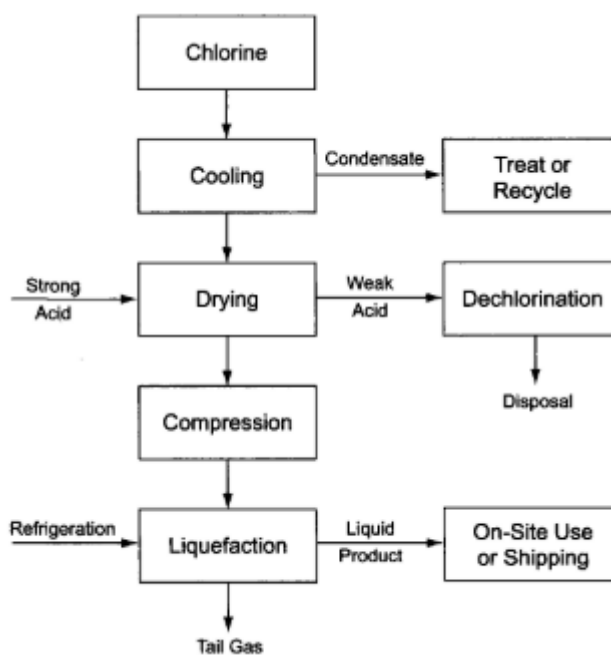 Chlorine
Cooling
Condensate
Treat or
Recycle
Strong
Acid
Drying
Weak
Acid
Dechlorination
Disposal
Compression
Refrigeration
Liquefaction
Liquid
Product
On-Site Use
or Shipping
Tail Gas